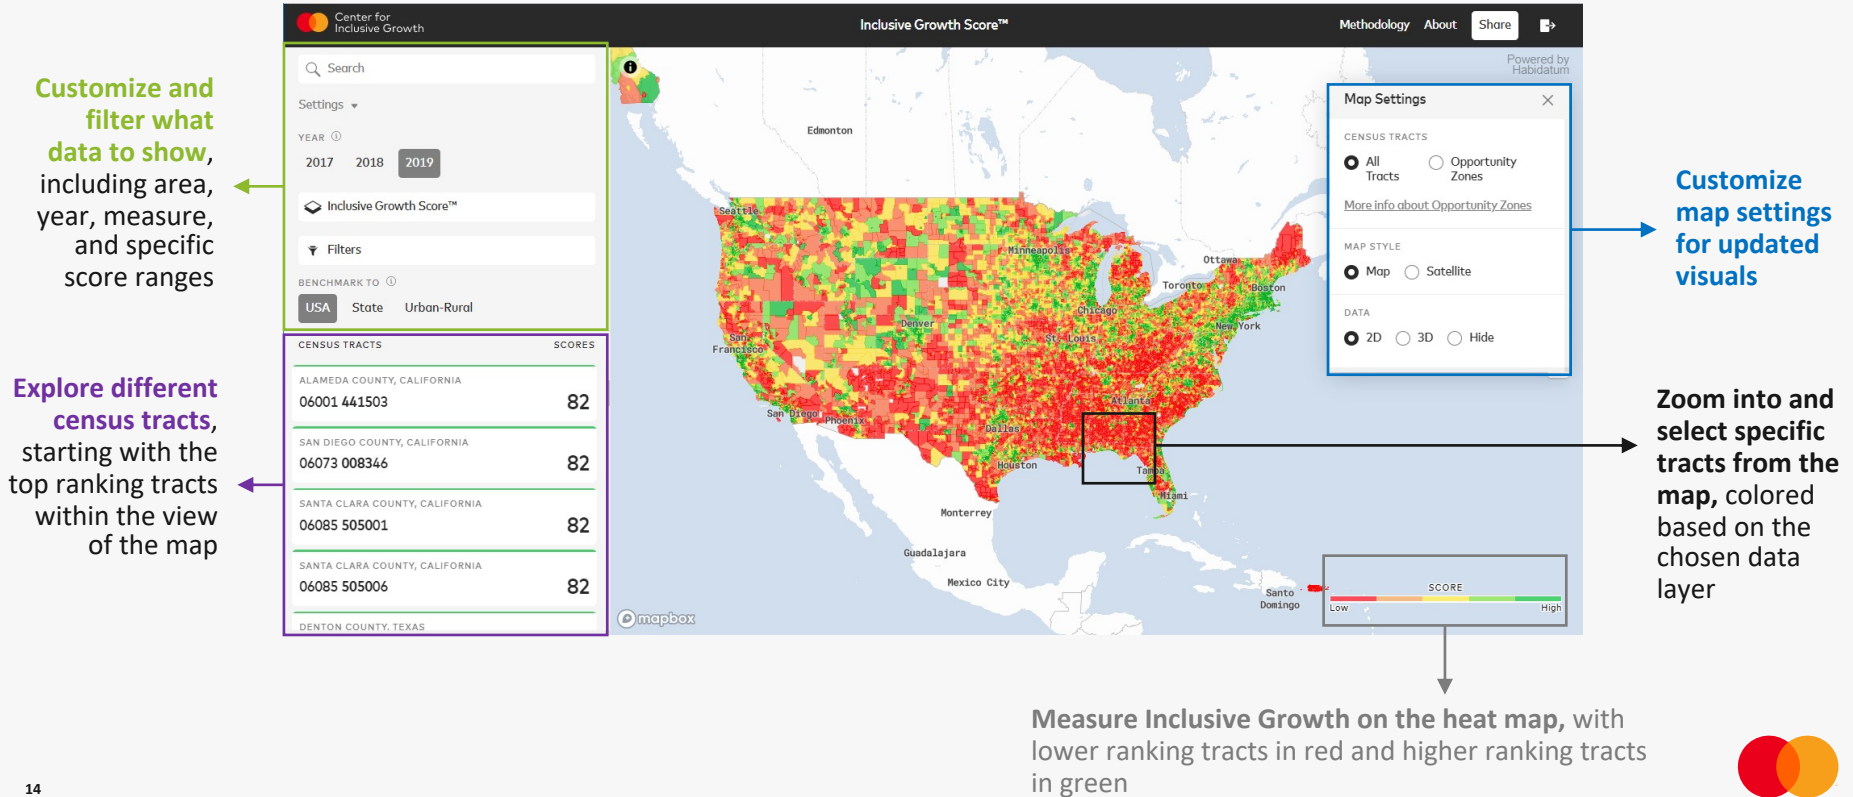 Center for
Inclusive Growth
Inclusive Growth Score™
Methodology About Share
Customize and
filter what
data to show,
including area,
year, measure,
and specific
score ranges
Explore different
census tracts,
starting with the
top ranking tracts
within the view
of the map
Search
Settings
YEAR
2017 2018 2019
Inclusive Growth Score™
Filters
BENCHMARK TO
USA State Urban-Rural
CENSUS TRACTS SCORES
ALAMEDA COUNTY, CALIFORNIA
06001 441503 82
SAN DIEGO COUNTY, CALIFORNIA
06073 008346 82
SANTA CLARA COUNTY, CALIFORNIA
06085 505001 82
SANTA CLARA COUNTY, CALIFORNIA
06085 505006 82
DENTON COUNTY, TEXAS
Edmonton
Seattle
Minneapolis
Ottawa
Toronto
Boston
Chicago
New York
Denver
St. Louis
San
Francisco
San Diego
Phoenix
Atlanta
Dallas
Houston
Tampa
Miami
Monterrey
Guadalajara
Mexico City
Santo
Domingo
mapbox
Powered by
Habidatum
Map Settings
CENSUS TRACTS
All
Tracts
Opportunity
Zones
More info about Opportunity Zones
MAP STYLE
Map Satellite
DATA
2D 3D Hide
SCORE
Low High
Customize
map settings
for updated
visuals
Zoom into and
select specific
tracts from the
map, colored
based on the
chosen data
layer
Measure Inclusive Growth on the heat map, with
lower ranking tracts in red and higher ranking tracts
in green
14